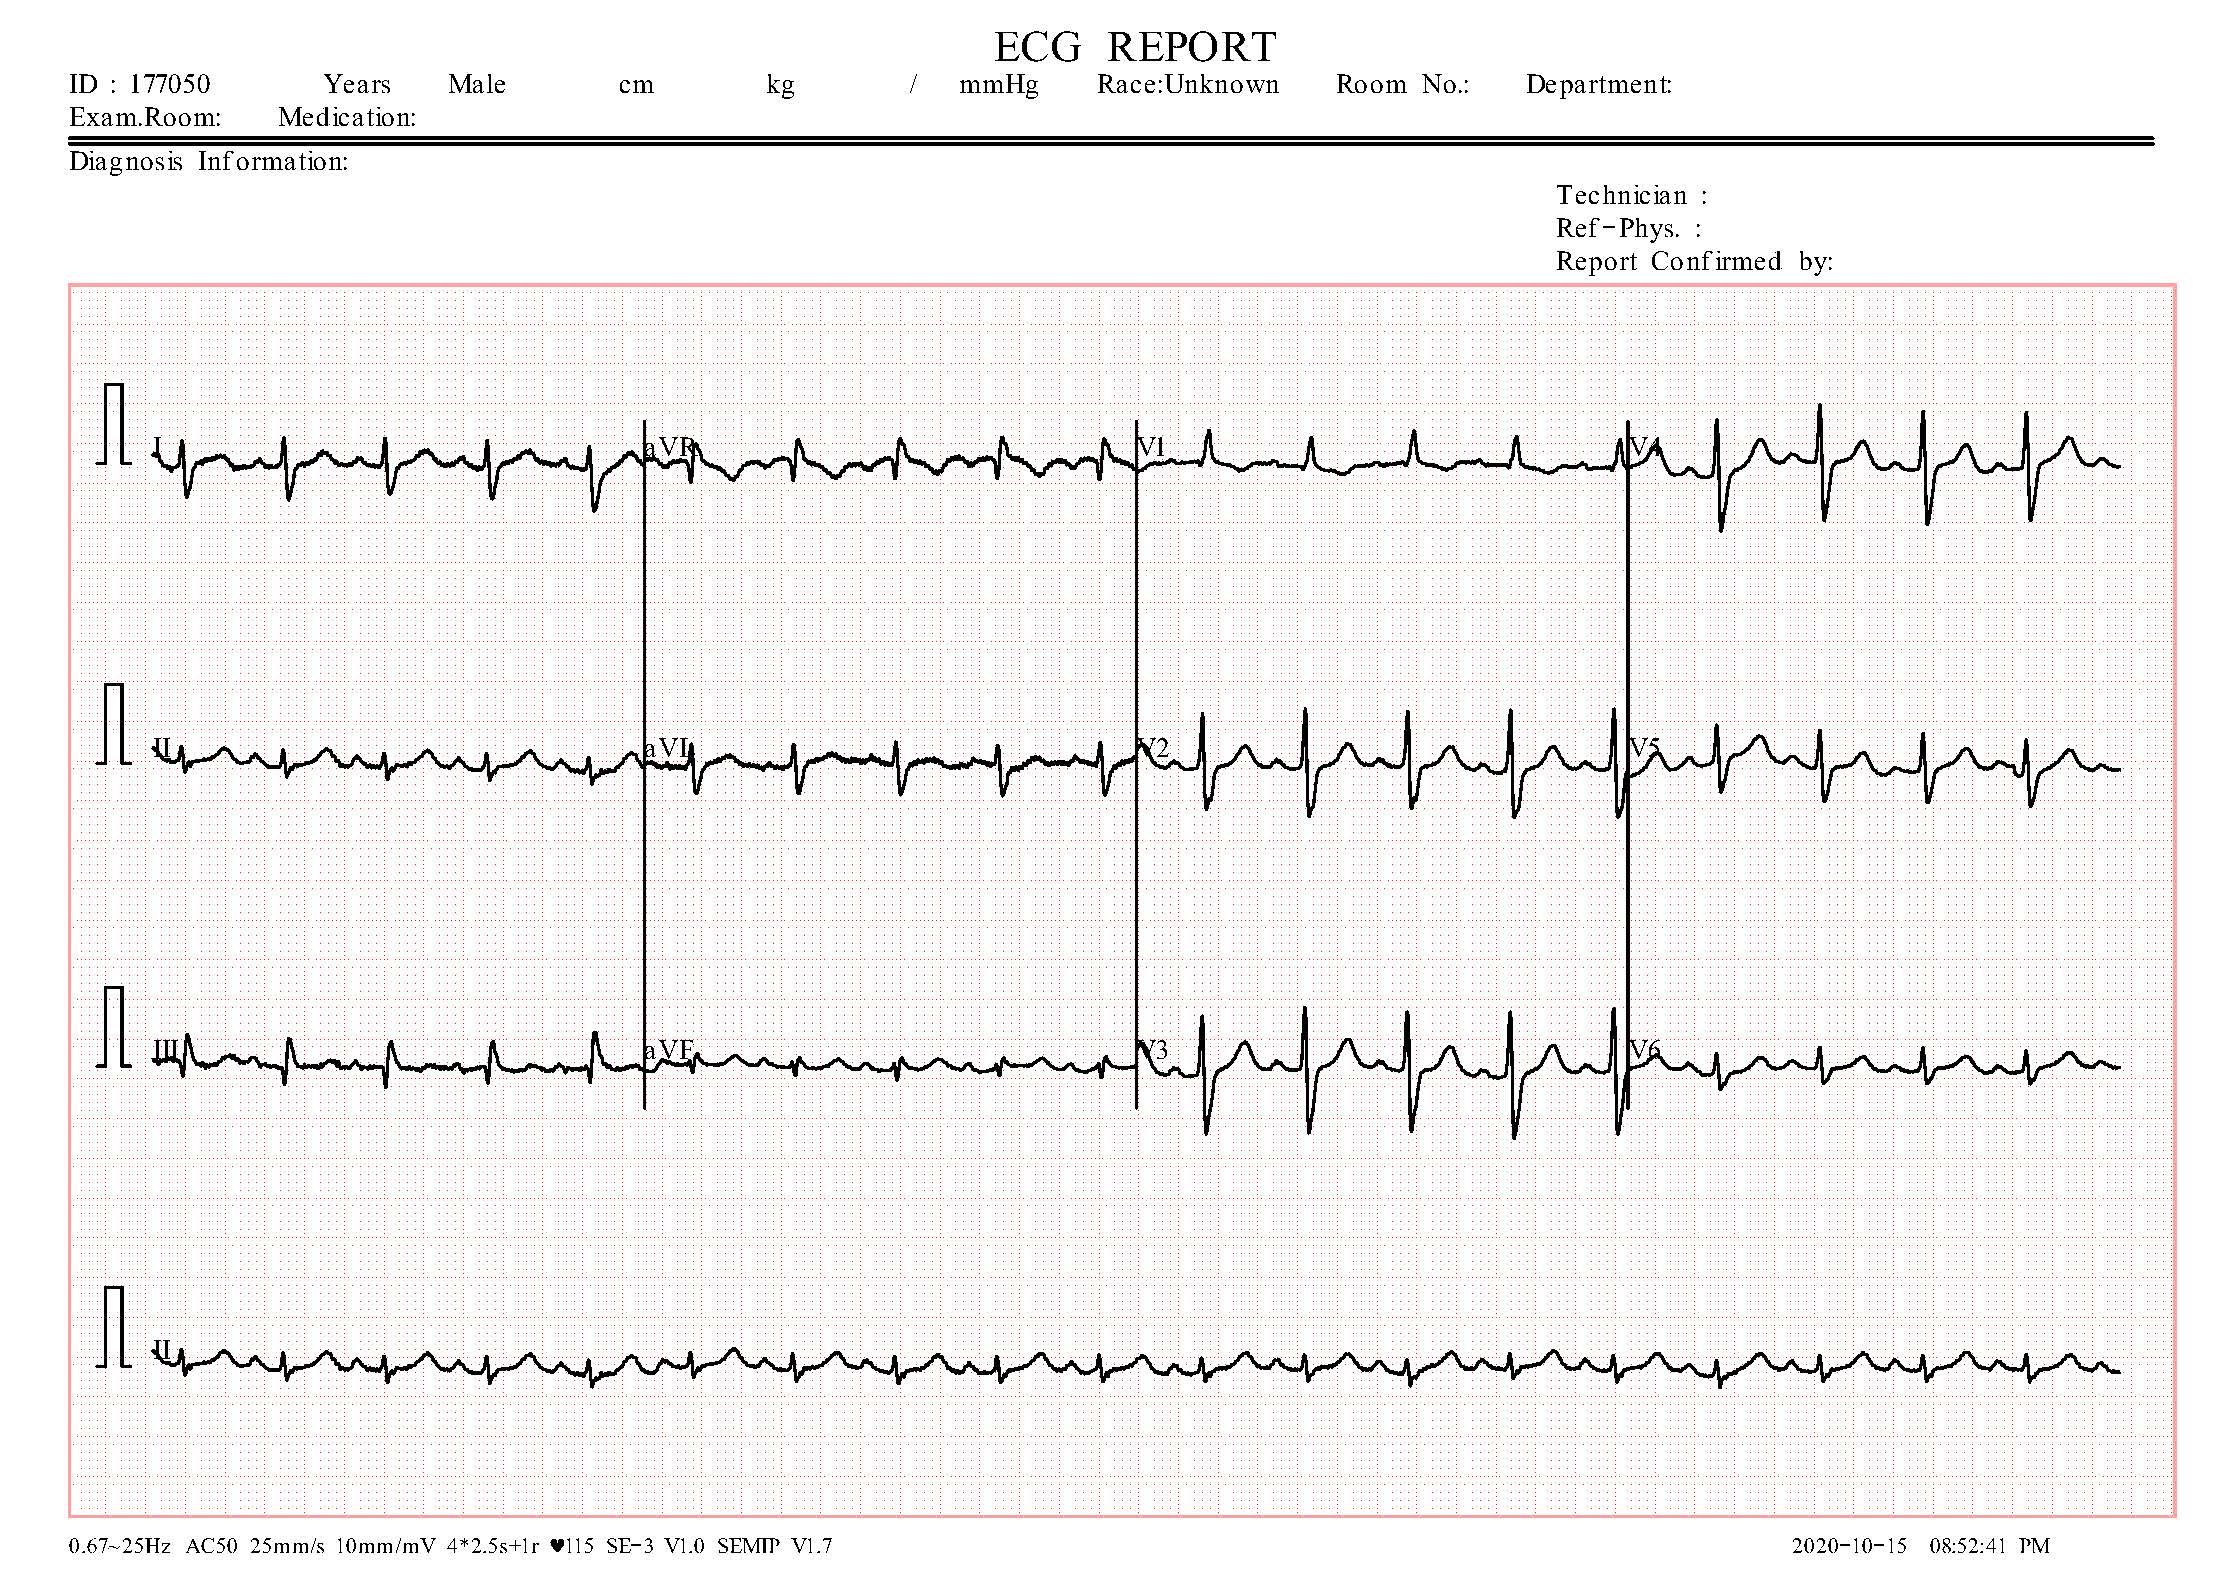 ECG REPORT
ID : 177050 Years Male cm kg / mmHg Race:Unknown Room No.: Department:
Exam.Room: Medication:
Diagnosis Information:
Technician :
Ref-Phys. :
Report Confirmed by:
I aVR V1 V4
II aVL V2 V5
III aVF V3 V6
II
0.67~25Hz AC50 25mm/s 10mm/mV 4*2.5s+1r ♥115 SE-3 V1.0 SEMIP V1.7 2020-10-15 08:52:41 PM